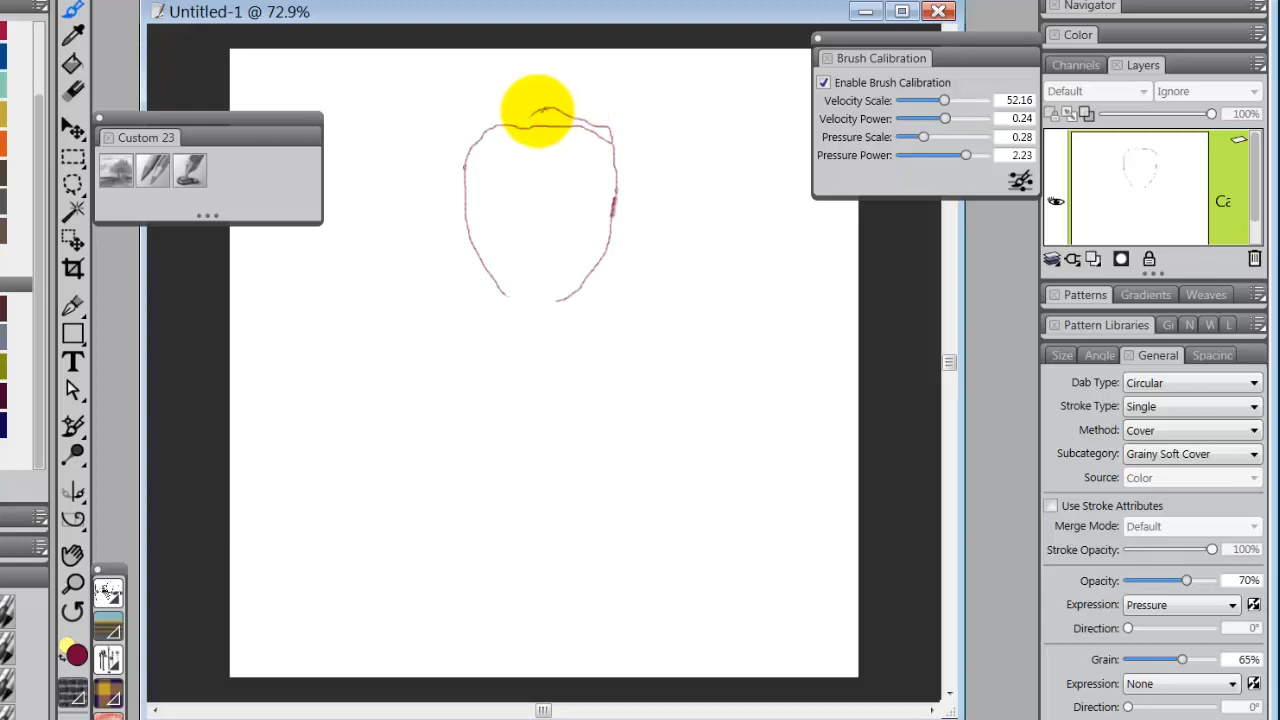 Untitled-1 @ 72.9%
Custom 23
T
Brush Calibration
Enable Brush Calibration
Velocity Scale: 52.16
Velocity Power: 0.24
Pressure Scale: 0.28
Pressure Power: 2.23
Navigator
Color
Channels Layers
Default Ignore
100%
Ca
Patterns Gradients Weaves
Pattern Libraries Gr N W L
Size Angle General Spacing
Dab Type: Circular
Stroke Type: Single
Method: Cover
Subcategory: Grainy Soft Cover
Source: Color
Use Stroke Attributes
Merge Mode: Default
Stroke Opacity: 100%
Opacity: 70%
Expression: Pressure
Direction: 0°
Grain: 65%
Expression: None
Direction: 0°